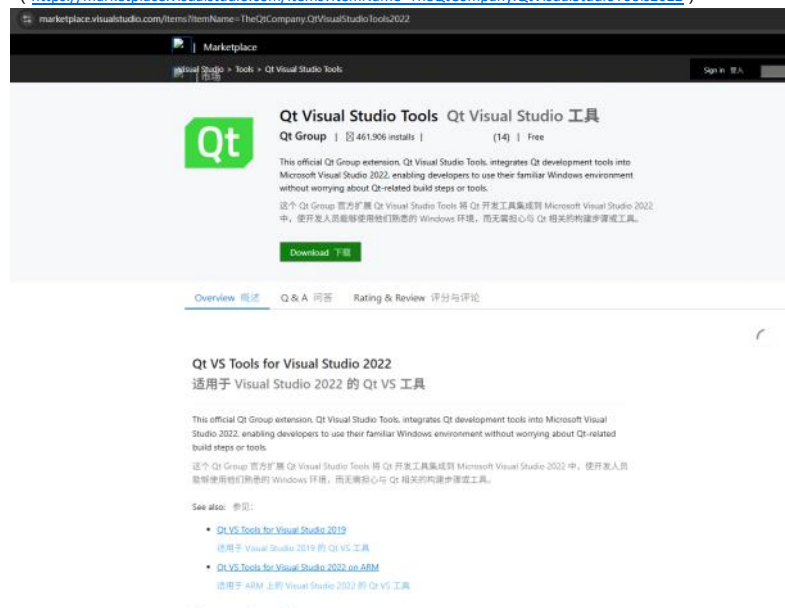 ( https://marketplace.visualstudio.com/items?itemName=TheQtCompany.QtVisualStudioTools2022 )
marketplace.visualstudio.com/items?itemName=TheQtCompany.QtVisualStudioTools2022
| Marketplace
Visual Studio > Tools > Qt Visual Studio Tools
| 市场
Sign in 登入
Qt
Qt Visual Studio Tools Qt Visual Studio 工具
Qt Group | 461,906 installs | (14) | Free
This official Qt Group extension, Qt Visual Studio Tools, integrates Qt development tools into
Microsoft Visual Studio 2022, enabling developers to use their familiar Windows environment
without worrying about Qt-related build steps or tools.
这个 Qt Group 官方扩展 Qt Visual Studio Tools 将 Qt 开发工具集成到 Microsoft Visual Studio 2022
中，使开发人员能够使用他们熟悉的 Windows 环境，而无需担心与 Qt 相关的构建步骤或工具。
Download 下载
Overview 概述 Q & A 问答 Rating & Review 评分与评论
Qt VS Tools for Visual Studio 2022
适用于 Visual Studio 2022 的 Qt VS 工具
This official Qt Group extension, Qt Visual Studio Tools, integrates Qt development tools into Microsoft Visual
Studio 2022, enabling developers to use their familiar Windows environment without worrying about Qt-related
build steps or tools.
这个 Qt Group 官方扩展 Qt Visual Studio Tools 将 Qt 开发工具集成到 Microsoft Visual Studio 2022 中，使开发人员
能够使用他们熟悉的 Windows 环境，而无需担心与 Qt 相关的构建步骤或工具。
See also: 参见：
• Qt VS Tools for Visual Studio 2019
适用于 Visual Studio 2019 的 Qt VS 工具
• Qt VS Tools for Visual Studio 2022 on ARM
适用于 ARM 上的 Visual Studio 2022 的 Qt VS 工具